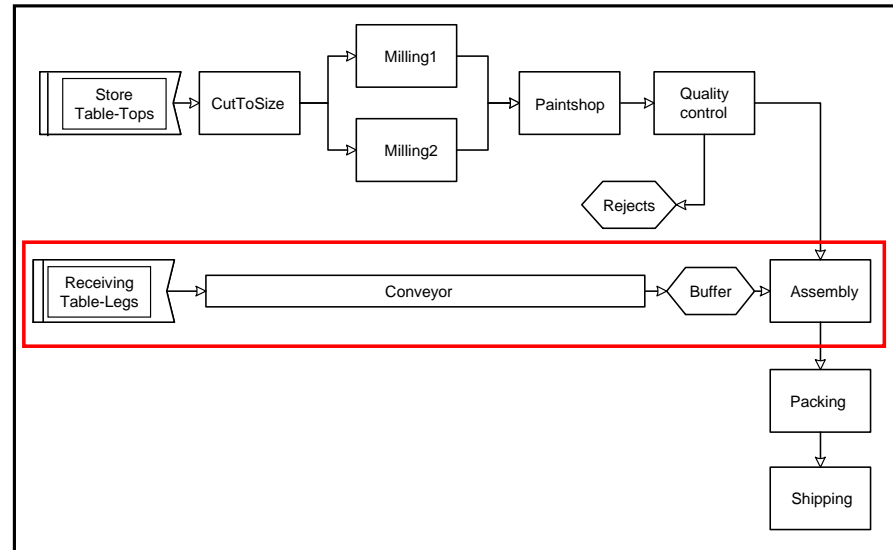 Milling1
Store
Table-Tops
CutToSize
Paintshop
Quality
control
Milling2
Rejects
Receiving
Table-Legs
Conveyor
Buffer
Assembly
Packing
Shipping